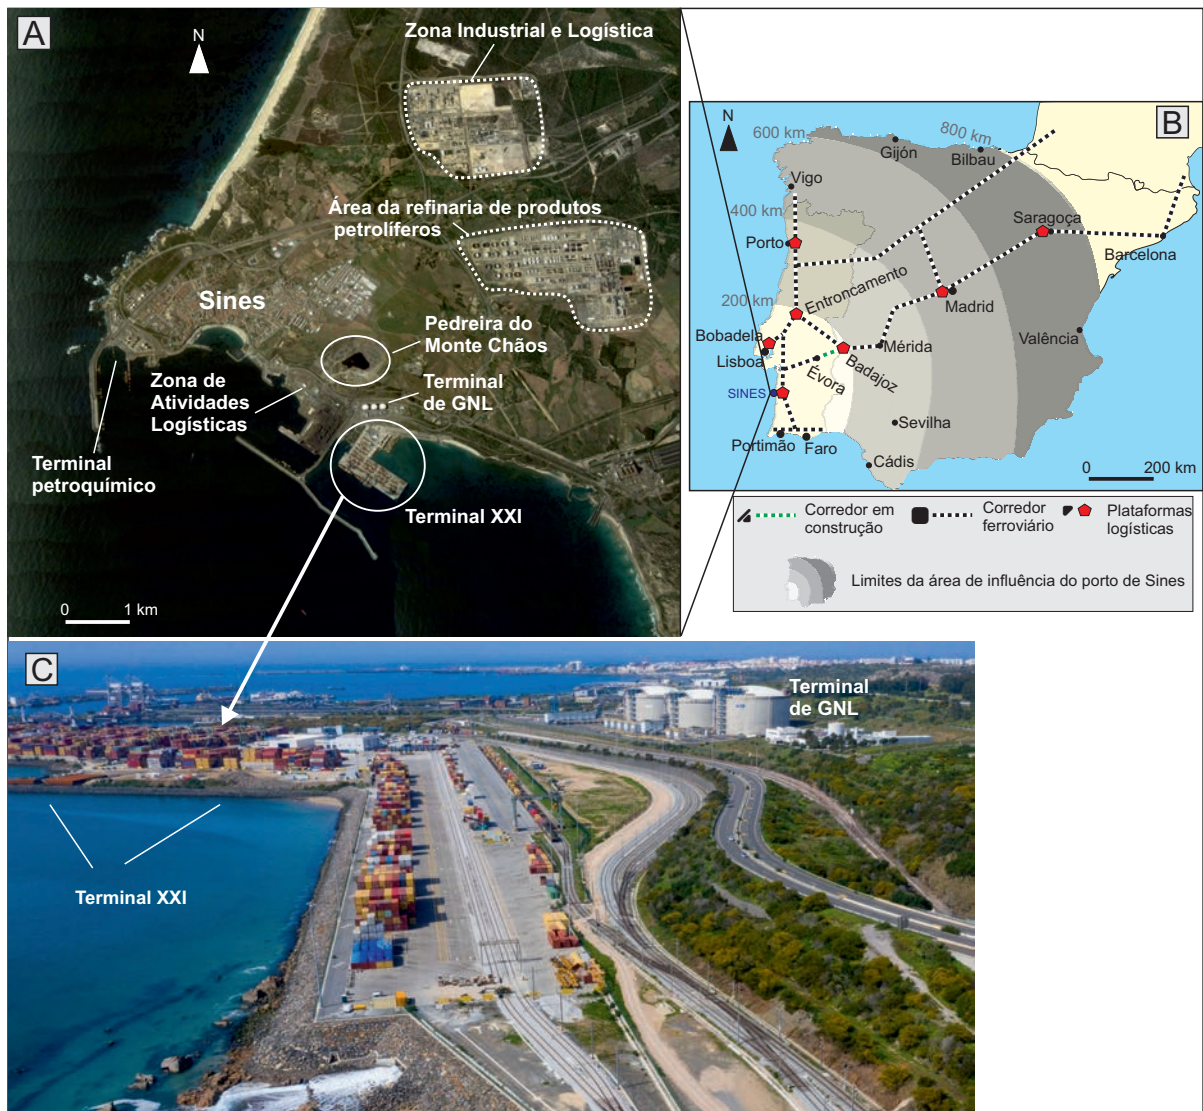 A
N
Zona Industrial e Logística
Área da refinaria de produtos
petrolíferos
Sines
Pedreira do
Monte Chãos
Zona de
Atividades
Logísticas
Terminal
de GNL
Terminal
petroquímico
Terminal XXI
0 1 km
B
N
600 km
800 km
Gijón
Bilbau
Vigo
400 km
Saragoça
Porto
Barcelona
Entroncamento
200 km
Madrid
Bobadela
Lisboa
Mérida
Valência
Badajoz
Évora
SINES
Sevilha
Portimão
Faro
Cádis
0 200 km
Corredor em
construção
Corredor
ferroviário
Plataformas
logísticas
Limites da área de influência do porto de Sines
C
Terminal
de GNL
Terminal XXI